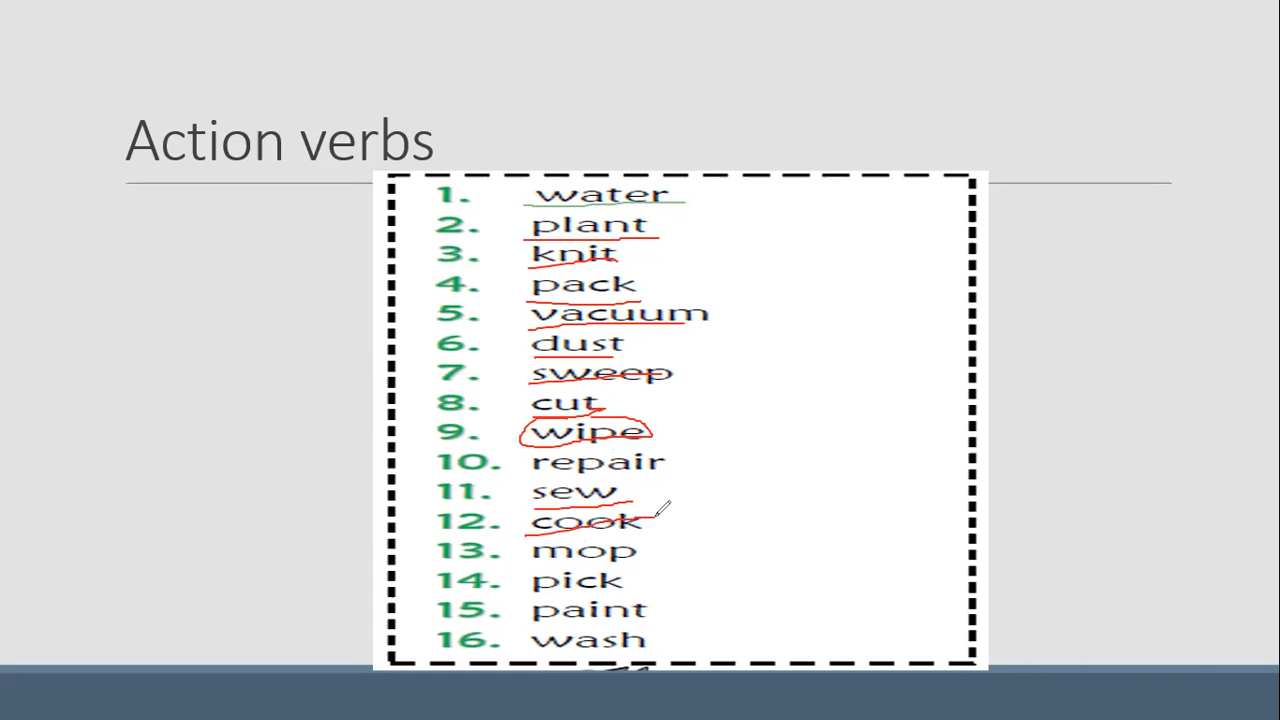 Action verbs
1. water
2. plant
3. knit
4. pack
5. vacuum
6. dust
7. sweep
8. cut
9. wipe
10. repair
11. sew
12. cook
13. mop
14. pick
15. paint
16. wash